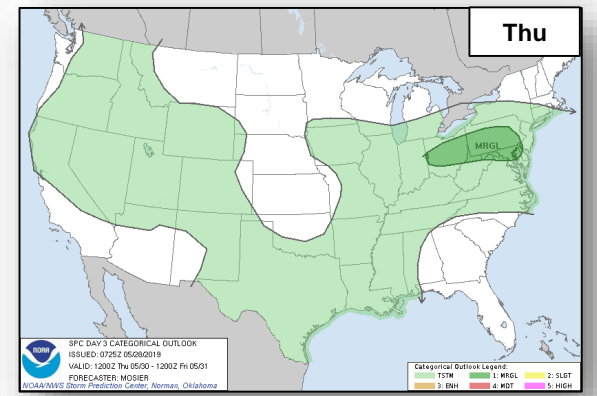 Thu
MRGL
SPC DAY 3 CATEGORICAL OUTLOOK
ISSUED: 0725Z 05/28/2019
VALID: 1200Z Thu 05/30 - 1200Z Fri 05/31
FORECASTER: MOSIER
NOAA/NWS Storm Prediction Center, Norman, Oklahoma
NOAA
Categorical Outlook Legend:
TSTM 1: MRGL 2: SLGT
3: ENH 4: MDT 5: HIGH